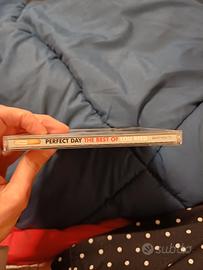 PERFECT DAY THE BEST OF
subito